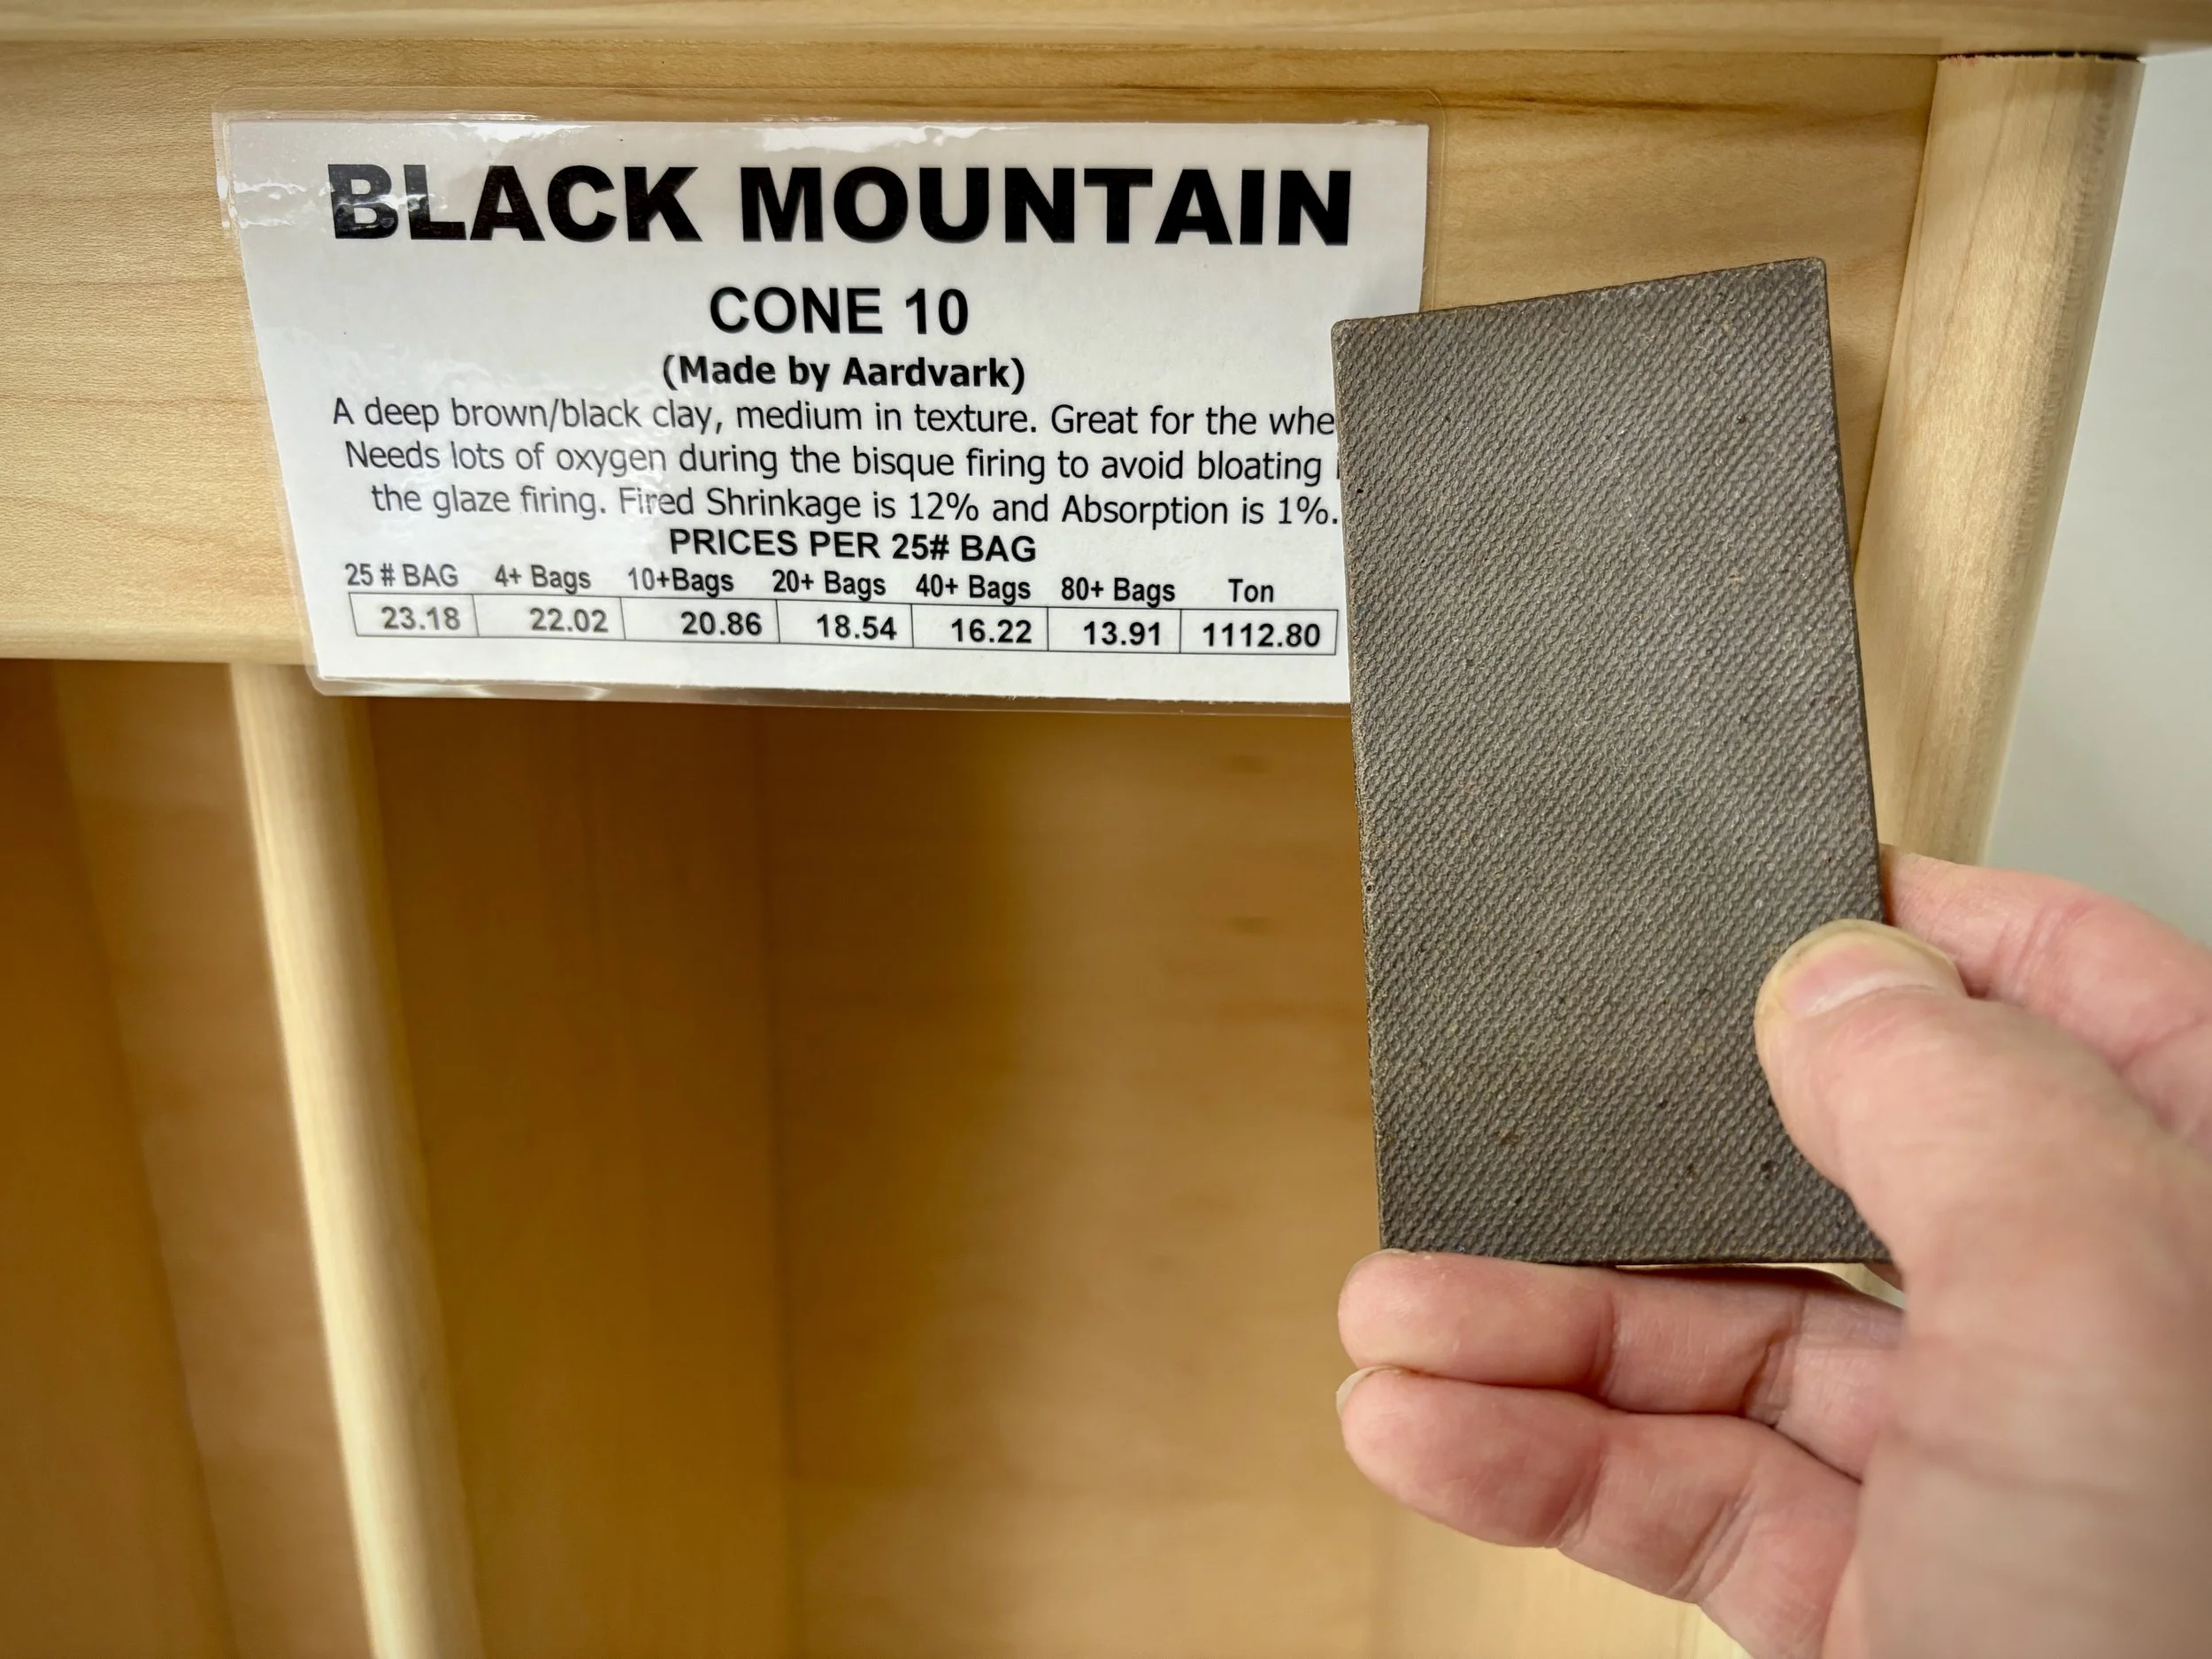 BLACK MOUNTAIN
CONE 10
(Made by Aardvark)
A deep brown/black clay, medium in texture. Great for the
Needs lots of oxygen during the bisque firing to avoid bloating
the glaze firing. Fired Shrinkage is 12% and Absorption is 1%.
PRICES PER 25# BAG
25 # BAG 4+ Bags 10+Bags 20+ Bags 40+ Bags 80+ Bags Ton
23.18 22.02 20.86 18.54 16.22 13.91 1112.80